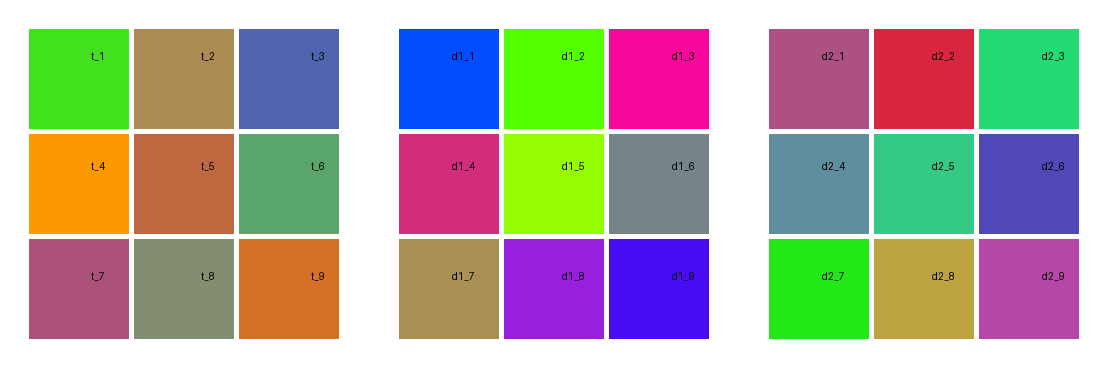 t_1 t_2 t_3 d1_1 d1_2 d1_3 d2_1 d2_2 d2_3
t_4 t_5 t_6 d1_4 d1_5 d1_6 d2_4 d2_5 d2_6
t_7 t_8 t_9 d1_7 d1_8 d1_9 d2_7 d2_8 d2_9